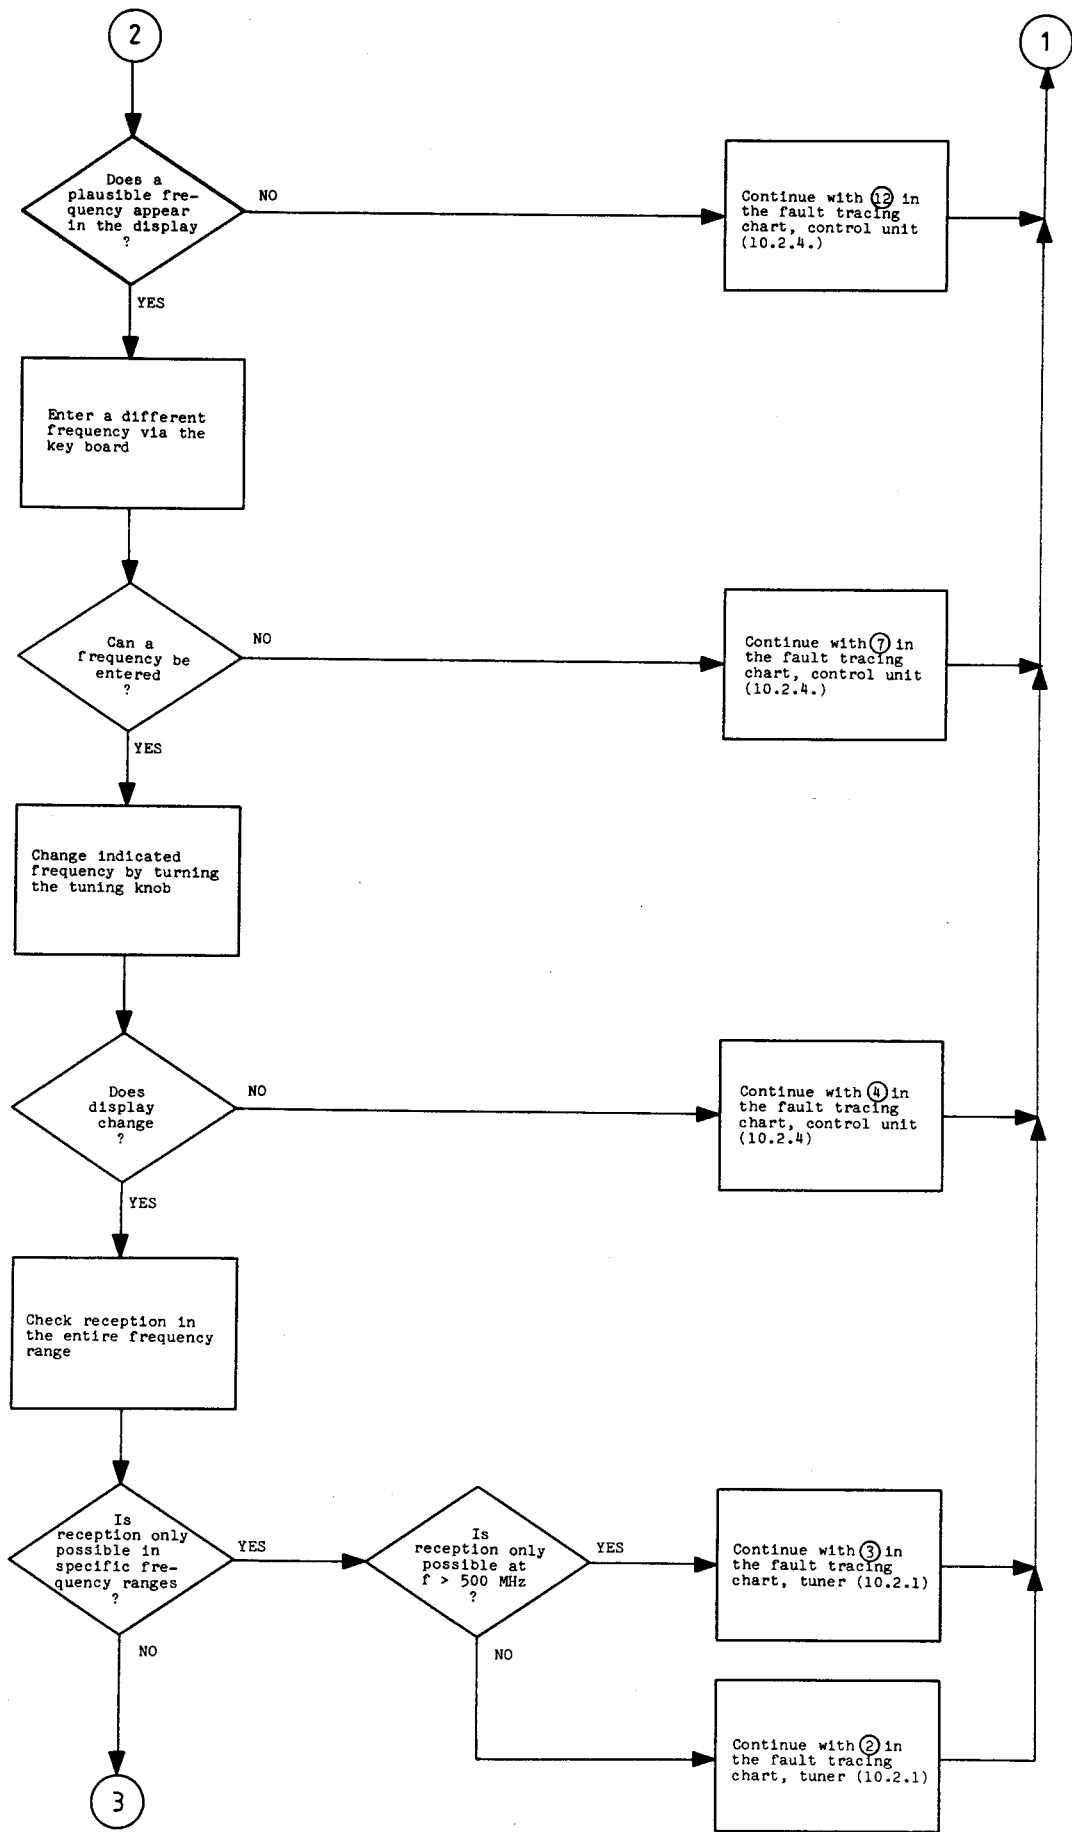 2
1
Does a
plausible fre-
quency appear
in the display
?
NO
Continue with 12 in
the fault tracing
chart, control unit
(10.2.4.)
YES
Enter a different
frequency via the
key board
Can a
frequency be
entered
?
NO
Continue with 7 in
the fault tracing
chart, control unit
(10.2.4.)
YES
Change indicated
frequency by turning
the tuning knob
Does
display
change
?
NO
Continue with 4 in
the fault tracing
chart, control unit
(10.2.4)
YES
Check reception in
the entire frequency
range
Is
reception only
possible in
specific fre-
quency ranges
?
YES
Is
reception only
possible at
f > 500 MHz
?
YES
Continue with 3 in
the fault tracing
chart, tuner (10.2.1)
NO
NO
Continue with 2 in
the fault tracing
chart, tuner (10.2.1)
3